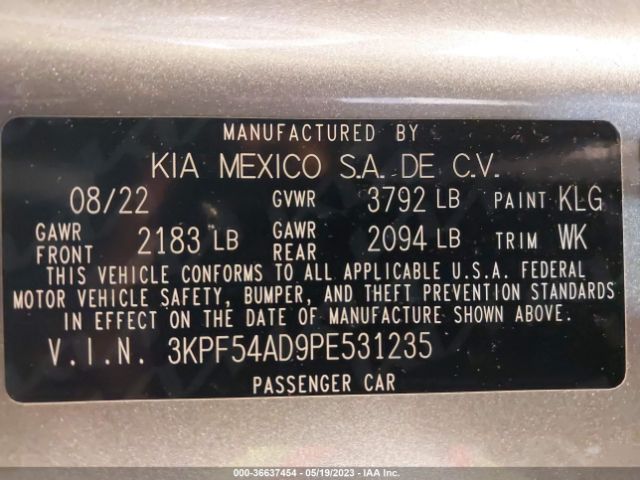 MANUFACTURED BY
KIA MEXICO S.A. DE C.V.
08/22 GVWR 3792 LB PAINT KLG
GAWR FRONT 2183 LB GAWR REAR 2094 LB TRIM WK
THIS VEHICLE CONFORMS TO ALL APPLICABLE U.S.A. FEDERAL
MOTOR VEHICLE SAFETY, BUMPER, AND THEFT PREVENTION STANDARDS
IN EFFECT ON THE DATE OF MANUFACTURE SHOWN ABOVE.
V.I.N. 3KPF54AD9PE531235
PASSENGER CAR
000-36637454 - 05/19/2023 - Copyright 2023 - IAA, Inc.